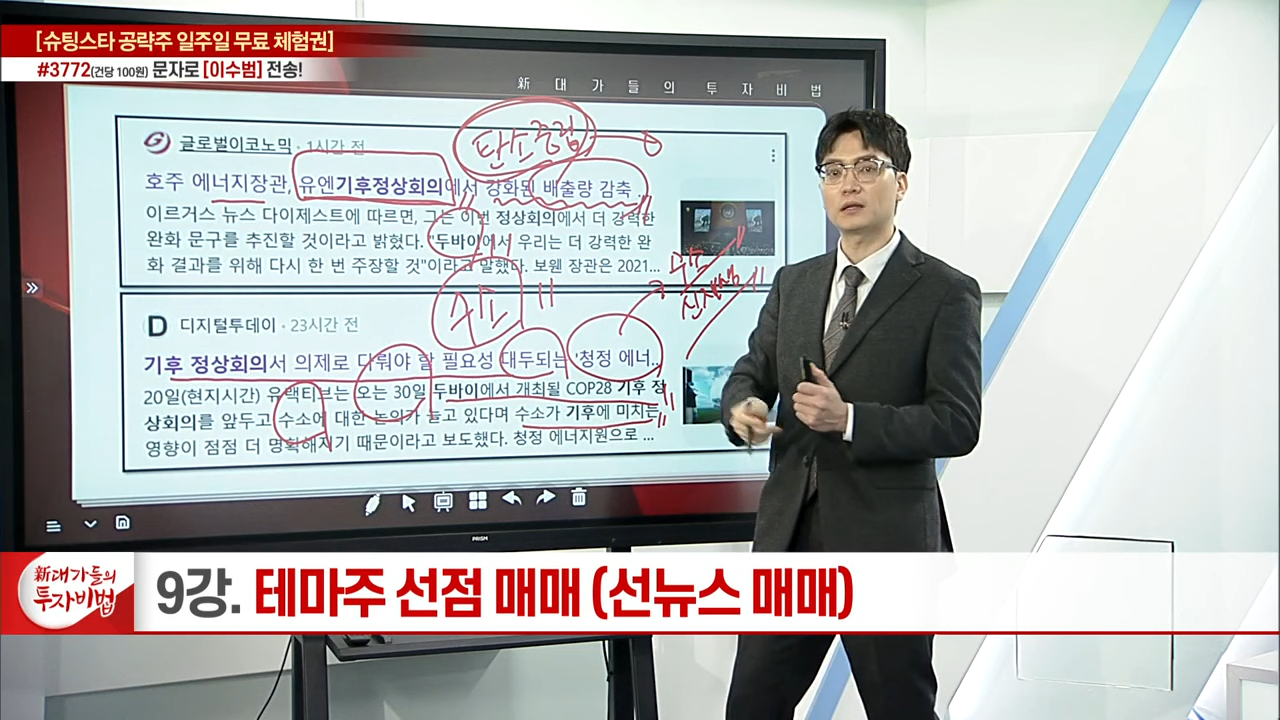 [슈팅스타 공략주 일주일 무료 체험권]
#3772(건당 100원) 문자로 [이수범] 전송!
新 대가들의 투자비법
탄소중립
글로벌이코노믹 · 1시간 전
호주 에너지장관, 유엔기후정상회의에서 강화된 배출량 감축 ...
이르거스 뉴스 다이제스트에 따르면, 그는 이번 정상회의에서 더 강력한
완화 문구를 추진할 것이라고 밝혔다. "두바이에서 우리는 더 강력한 완
화 결과를 위해 다시 한 번 주장할 것"이라고 말했다. 보웬 장관은 2021...
수소
수소
신재생
D 디지털투데이 · 23시간 전
기후 정상회의서 의제로 다뤄야 할 필요성 대두되는 '청정 에너...
20일(현지시간) 유랙티브는 오는 30일 두바이에서 개최될 COP28 기후 정
상회의를 앞두고 수소에 대한 논의가 늘고 있다며 수소가 기후에 미치는
영향이 점점 더 명확해지기 때문이라고 보도했다. 청정 에너지원으로 ...
PRISM
新대가들의
투자비법
9강. 테마주 선점 매매 (선뉴스 매매)